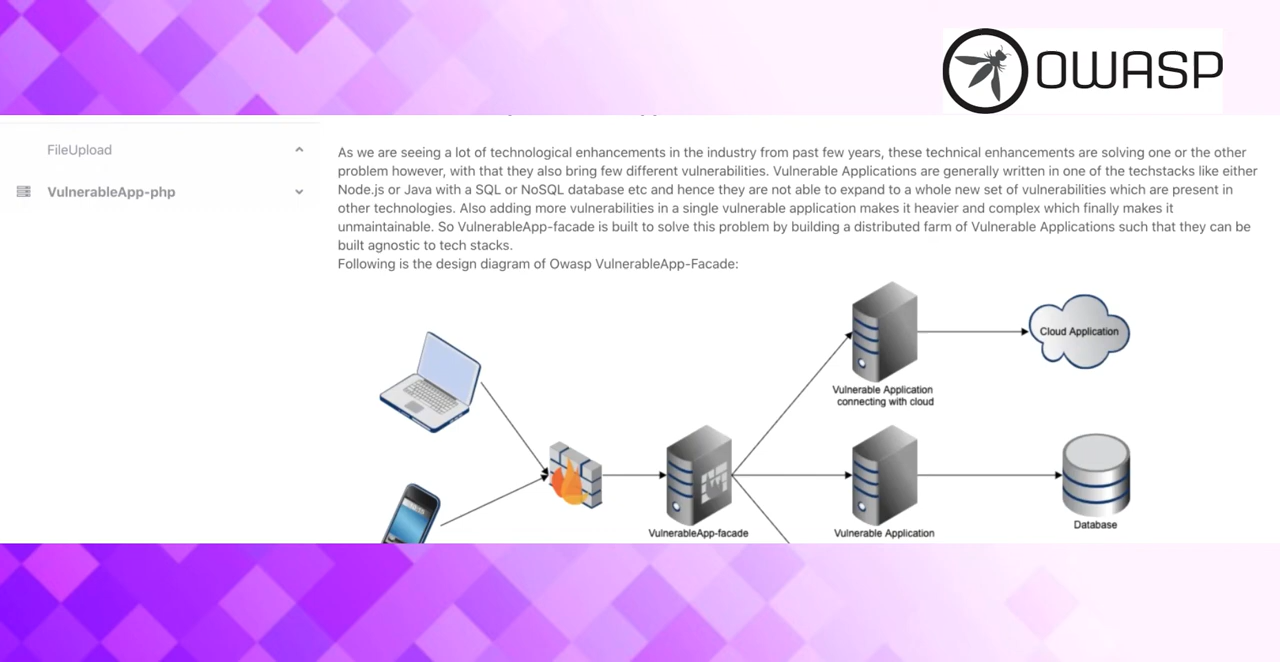 OWASP
FileUpload
VulnerableApp-php
As we are seeing a lot of technological enhancements in the industry from past few years, these technical enhancements are solving one or the other
problem however, with that they also bring few different vulnerabilities. Vulnerable Applications are generally written in one of the techstacks like either
Node.js or Java with a SQL or NoSQL database etc and hence they are not able to expand to a whole new set of vulnerabilities which are present in
other technologies. Also adding more vulnerabilities in a single vulnerable application makes it heavier and complex which finally makes it
unmaintainable. So VulnerableApp-facade is built to solve this problem by building a distributed farm of Vulnerable Applications such that they can be
built agnostic to tech stacks.
Following is the design diagram of Owasp VulnerableApp-Facade:
Cloud Application
Vulnerable Application
connecting with cloud
VulnerableApp-facade
Vulnerable Application
Database